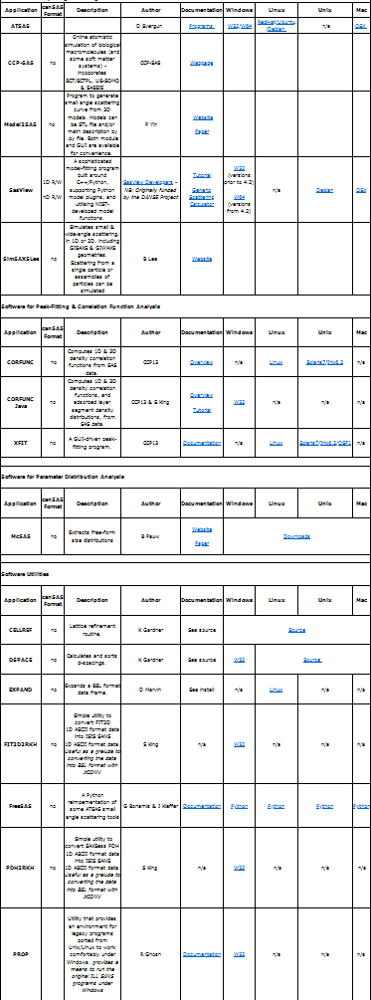 Application canSAS Format Description Author Documentation Windows Linux Unix Mac
ATSAS D Svergun Programs W32/W64 RedHat/Ubuntu/Debian n/a OSX
CCP-SAS no Online atomistic simulation of biological macromolecules (and some soft matter systems) - incporates SCT/SCTPL, US-SOMO & SASSIE CCP-SAS Webpage
Model2SAS no Program to generate small angle scattering curve from 3D models. Models can be STL file and/or math description by .py file. Both module and GUI are available for convenience. P Yin Website Paper
SasView 1D R/W nD R/W A sophisticated model-fitting program built around C++/Python, supporting Python model plugins, and utilising NIST-developed model functions. SasView Developers - NB: Originally funded by the DANSE Project Tutorial Generic Scattering Calculator W32 (versions prior to 4.2) W64 (versions from 4.2) n/a Debian OSX
SimSAXSLee no Simulates small & wide-angle scattering, in 1D or 2D, including GISAXS & GIWAXS geometries. Scattering from a single particle or assemblies of particles can be simulated B Lee Website
Software for Peak-Fitting & Correlation Function Analysis
Application canSAS Format Description Author Documentation Windows Linux Unix Mac
CORFUNC no Computes 1D & 3D density correlation functions from SAS data. CCP13 Overview n/a Linux Solaris7/Irix6.2 n/a
CORFUNC Java no Computes 1D & 3D density correlation functions, and adsorbed layer segment density distributions, from SAS data. CCP13 & S King Overview Tutorial W32 n/a n/a n/a
XFIT no A GUI-driven peak-fitting program. CCP13 Documentation n/a Linux Solaris7/Irix6.2/OSF1 n/a
Software for Parameter Distribution Analysis
Application canSAS Format Description Author Documentation Windows Linux Unix Mac
McSAS no Extracts free-form size distributions B Pauw Website Paper Downloads
Software Utilities
Application canSAS Format Description Author Documentation Windows Linux Unix Mac
CELLREF no Lattice refinement routine. K Gardner See source Source
DSPACE no Calculates and sorts d-spacings. K Gardner See source W32 Source
EXPAND no Expands a BSL format data frame. D Marvin See install n/a Linux n/a n/a
FIT2D2RKH no Simple utility to convert FIT2D 1D ASCII format data into ISIS SANS 1D ASCII format data. Useful as a prelude to converting the data into BSL format with XCONV S King n/a W32 n/a n/a n/a
FreeSAS no A Python reimpementation of some ATSAS small angle scattering tools G Bonamis & J Kieffer Documentation Python Python Python Python
PDH2RKH no Simple utility to convert SAXSess PDH 1D ASCII format data into ISIS SANS 1D ASCII format data. Useful as a prelude to converting the data into BSL format with XCONV S King n/a W32 n/a n/a n/a
PROP no Utility that provides an environment for legacy programs ported from Unix/Linux to work comfortably under Windows. provides a means to run the original ILL SANS programs under Windows R Ghosh Documentation W32 n/a n/a n/a